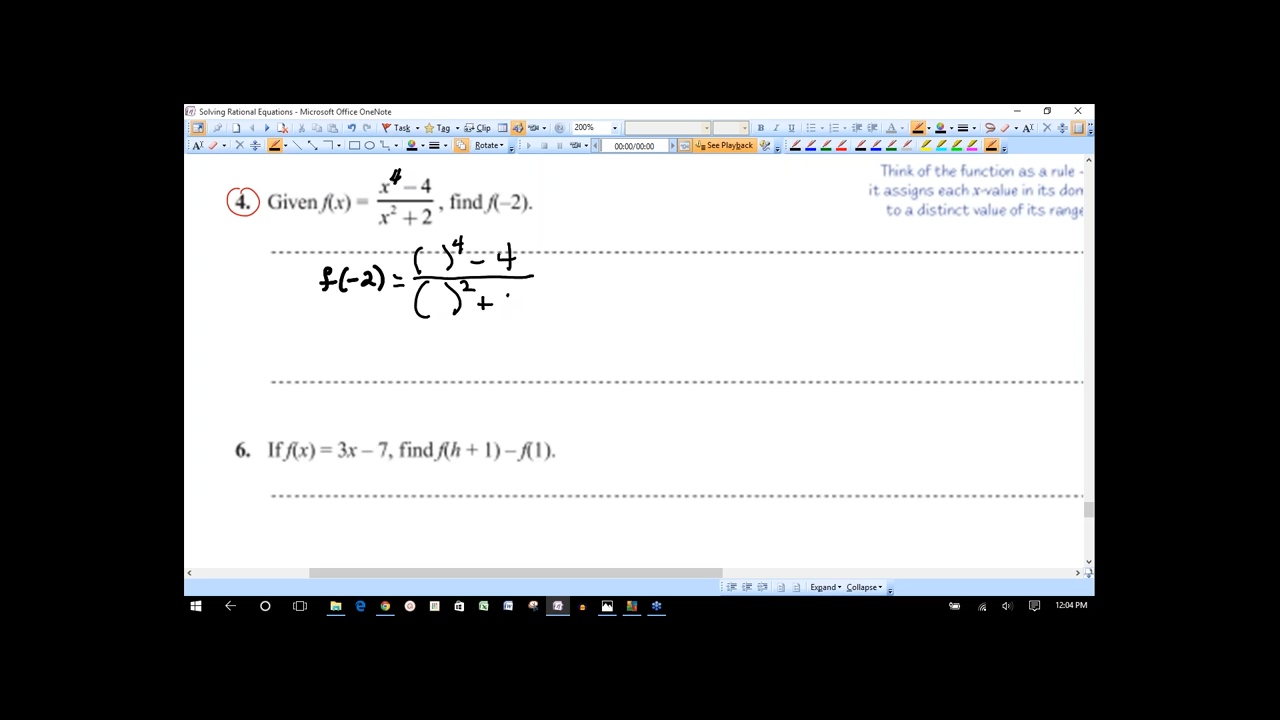 Solving Rational Equations - Microsoft Office OneNote
Task Tag Clip 200% B I U
Rotate 00:00/00:00 See Playback
Think of the function as a rule -
it assigns each x-value in its don
to a distinct value of its range
4. Given f(x) = (x^4 – 4)/(x² + 2), find f(–2).
f(-2) = (( )^4 - 4)/(( )^2 +
6. If f(x) = 3x – 7, find f(h + 1) – f(1).
Expand Collapse
12:04 PM